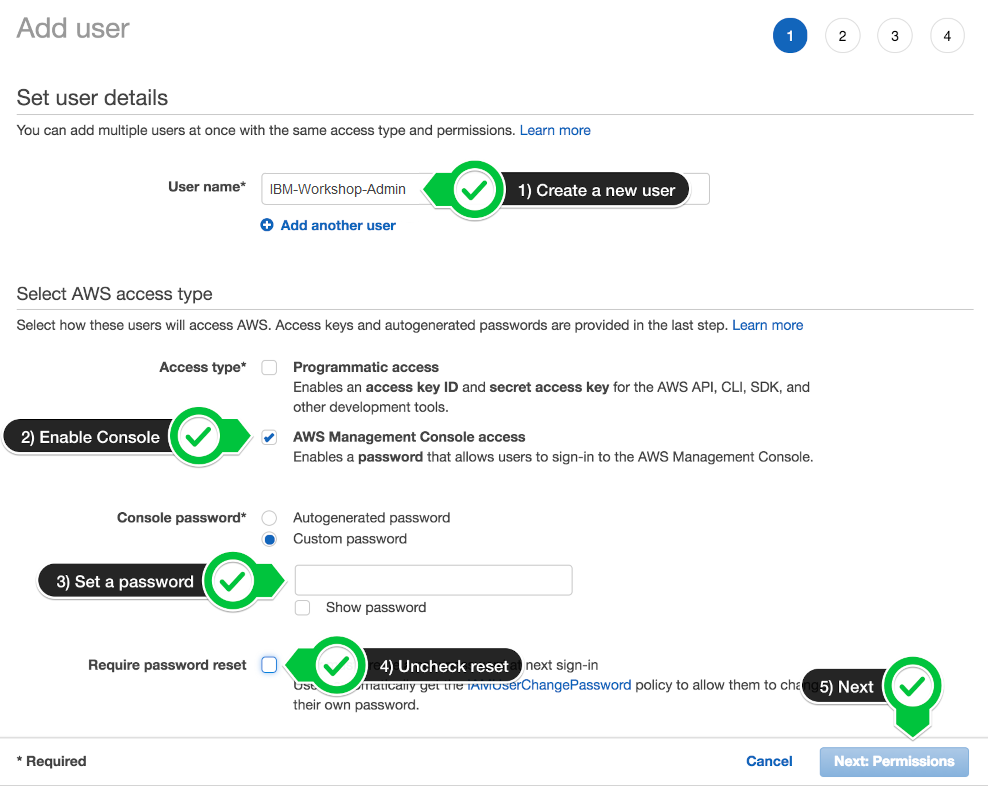 Add user
1 2 3 4
Set user details
You can add multiple users at once with the same access type and permissions. Learn more
User name* IBM-Workshop-Admin 1) Create a new user
Add another user
Select AWS access type
Select how these users will access AWS. Access keys and autogenerated passwords are provided in the last step. Learn more
Access type* Programmatic access
Enables an access key ID and secret access key for the AWS API, CLI, SDK, and
other development tools.
2) Enable Console AWS Management Console access
Enables a password that allows users to sign-in to the AWS Management Console.
Console password* Autogenerated password
Custom password
3) Set a password
Show password
Require password reset 4) Uncheck reset next sign-in
get the IAMUserChangePassword policy to allow them to
their own password.
5) Next
* Required Cancel Next: Permissions